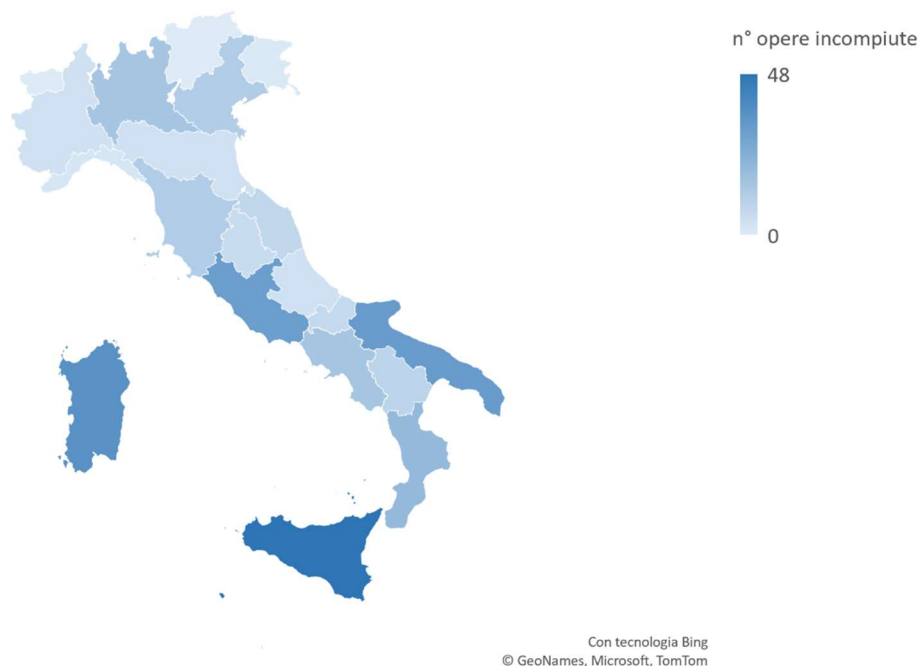 n° opere incompiute
48
0
Con tecnologia Bing
© GeoNames, Microsoft, TomTom